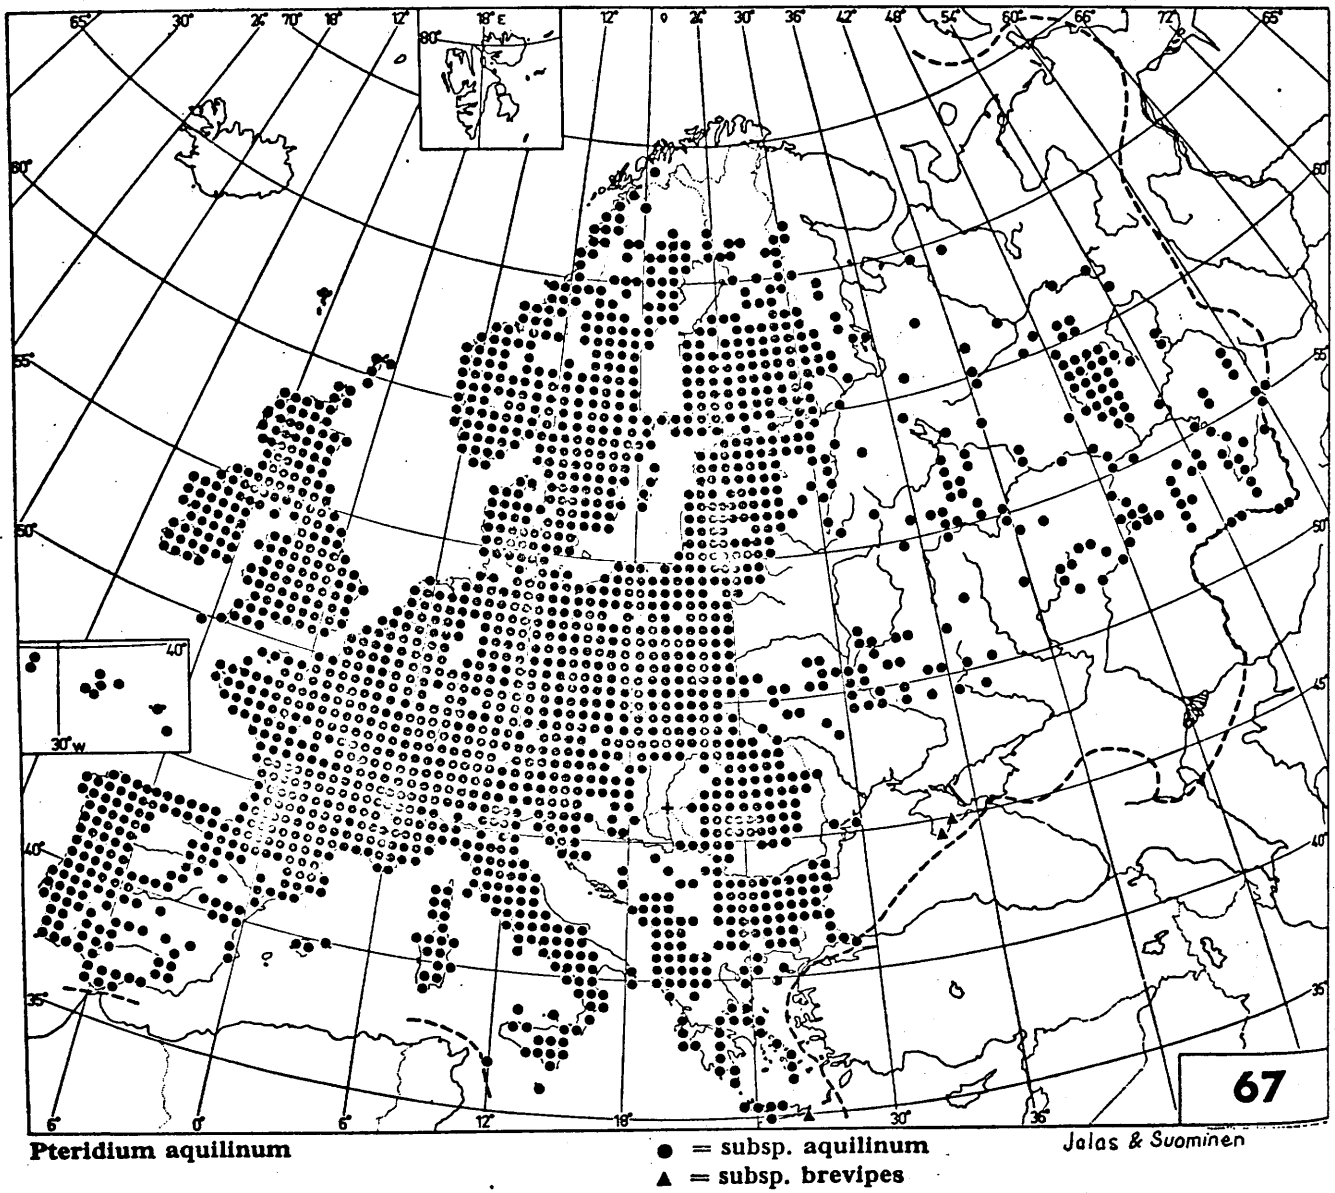 65° 30° 24° 70° 18° 12° 18° E 12° 0 24° 30° 36° 42° 48° 54° 60° 66° 72° 65°
80°
60° 60°
55° 55°
50° 50°
40°
30° W
40° 40°
35° 35°
67
6° 0° 6° 12° 18° 30° 36°
Pteridium aquilinum
● = subsp. aquilinum
▲ = subsp. brevipes
Jalas & Suominen